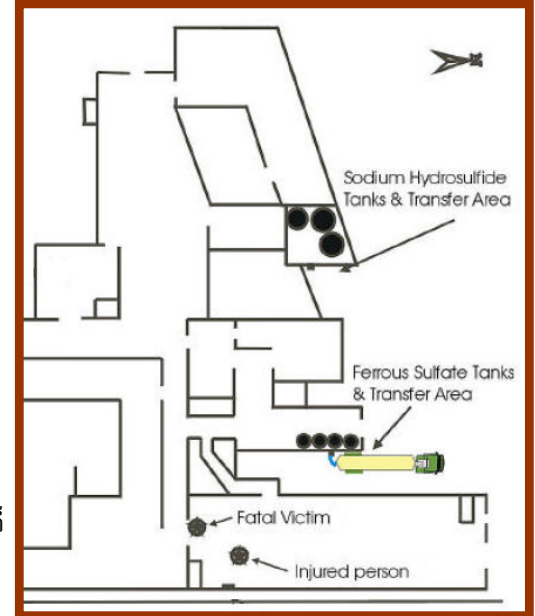 Sodium Hydrosulfide
Tanks & Transfer Area
Ferrous Sulfate Tanks
& Transfer Area
Fatal Victim
Injured person